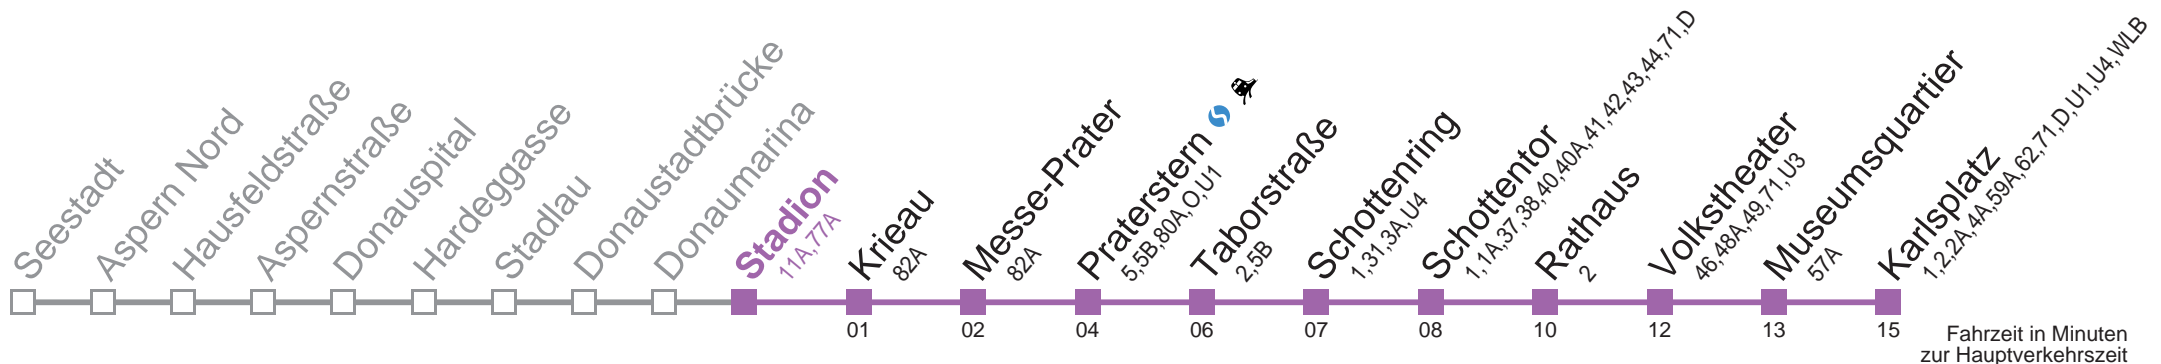 Seestadt
Aspern Nord
Hausfeldstraße
Aspernstraße
Donauspital
Hardeggasse
Stadlau
Donaustadtbrücke
Donaumarina
Stadion
11A,77A
Krieau
82A
01
Messe-Prater
82A
02
Praterstern
5,5B,80A,O,U1
04
Taborstraße
2,5B
06
Schottenring
1,31,3A,U4
07
Schottentor
1,1A,37,38,40,40A,41,42,43,44,71,D
08
Rathaus
2
10
Volkstheater
46,48A,49,71,U3
12
Museumsquartier
57A
13
Karlsplatz
1,2,2A,4A,59A,62,71,D,U1,U4,WLB
15
Fahrzeit in Minuten
zur Hauptverkehrszeit